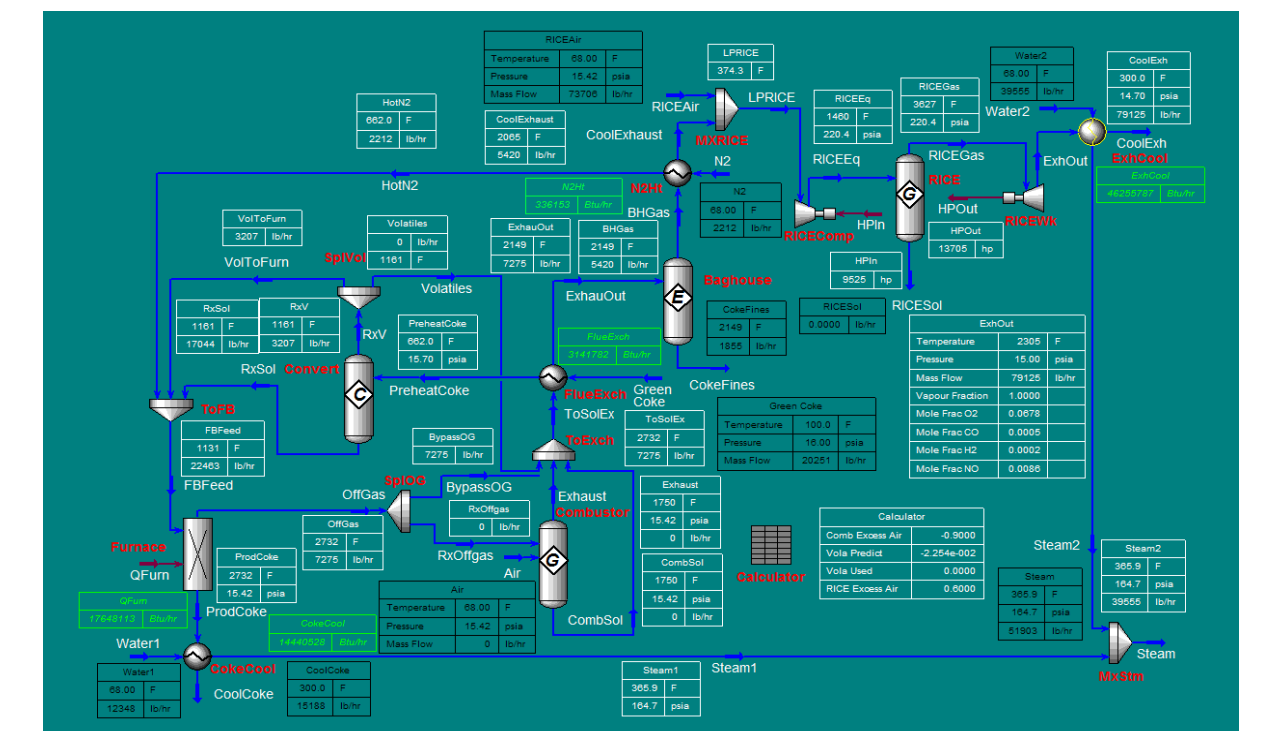 RICEAir
Temperature 68.00 F
Pressure 15.42 psia
Mass Flow 73706 lb/hr
LPRICE
374.3 F
Water2
68.00 F
39555 lb/hr
CoolExh
300.0 F
14.70 psia
79125 lb/hr
HotN2
662.0 F
2212 lb/hr
CoolExhaust
2065 F
5420 lb/hr
RICEAir
LPRICE
MXRICE
CoolExhaust
RICEEq
1460 F
220.4 psia
RICEGas
3627 F
220.4 psia
Water2
CoolExh
ExhCool
ExhCool
46255787 Btu/hr
RICEEq
RICEGas
ExhOut
HotN2
N2
N2Ht
N2Ht
336153 Btu/hr
BHGas
N2
68.00 F
2212 lb/hr
G
RICE
HPOut
RICEWk
HPIn
RICEComp
HPOut
13705 hp
HPIn
9525 hp
RICESol
VolToFurn
3207 lb/hr
Volatiles
0 lb/hr
1161 F
ExhauOut
2149 F
7275 lb/hr
BHGas
2149 F
5420 lb/hr
VolToFurn
SplVol
Volatiles
ExhauOut
E
Baghouse
RxSol
1161 F
17044 lb/hr
RxV
1161 F
3207 lb/hr
RxV
PreheatCoke
662.0 F
15.70 psia
FlueExch
3141782 Btu/hr
CokeFines
2149 F
1855 lb/hr
RICESol
0.0000 lb/hr
ExhOut
Temperature 2305 F
Pressure 15.00 psia
Mass Flow 79125 lb/hr
Vapour Fraction 1.0000
Mole Frac O2 0.0678
Mole Frac CO 0.0005
Mole Frac H2 0.0002
Mole Frac NO 0.0086
RxSol
Convert
C
PreheatCoke
FlueExch
Green
Coke
CokeFines
ToFB
FBFeed
1131 F
22463 lb/hr
FBFeed
BypassOG
7275 lb/hr
ToSolEx
ToExch
ToSolEx
2732 F
7275 lb/hr
Green Coke
Temperature 100.0 F
Pressure 16.00 psia
Mass Flow 20251 lb/hr
SplOG
OffGas
BypassOG
Exhaust
Combustor
RxOffgas
0 lb/hr
RxOffgas
Air
G
Exhaust
1750 F
15.42 psia
0 lb/hr
CombSol
1750 F
15.42 psia
0 lb/hr
CombSol
OffGas
2732 F
7275 lb/hr
Furnace
QFurn
ProdCoke
2732 F
15.42 psia
ProdCoke
QFurn
17648113 Btu/hr
Air
Temperature 68.00 F
Pressure 15.42 psia
Mass Flow 0 lb/hr
Calculator
Calculator
Comb Excess Air -0.9000
Vola Predict -2.254e-002
Vola Used 0.0000
RICE Excess Air 0.6000
Steam2
Steam2
365.9 F
164.7 psia
39555 lb/hr
Steam
365.9 F
164.7 psia
51903 lb/hr
Steam
MxStm
CokeCool
14440528 Btu/hr
Water1
Water1
68.00 F
12348 lb/hr
CokeCool
CoolCoke
CoolCoke
300.0 F
15188 lb/hr
Steam1
365.9 F
164.7 psia
Steam1